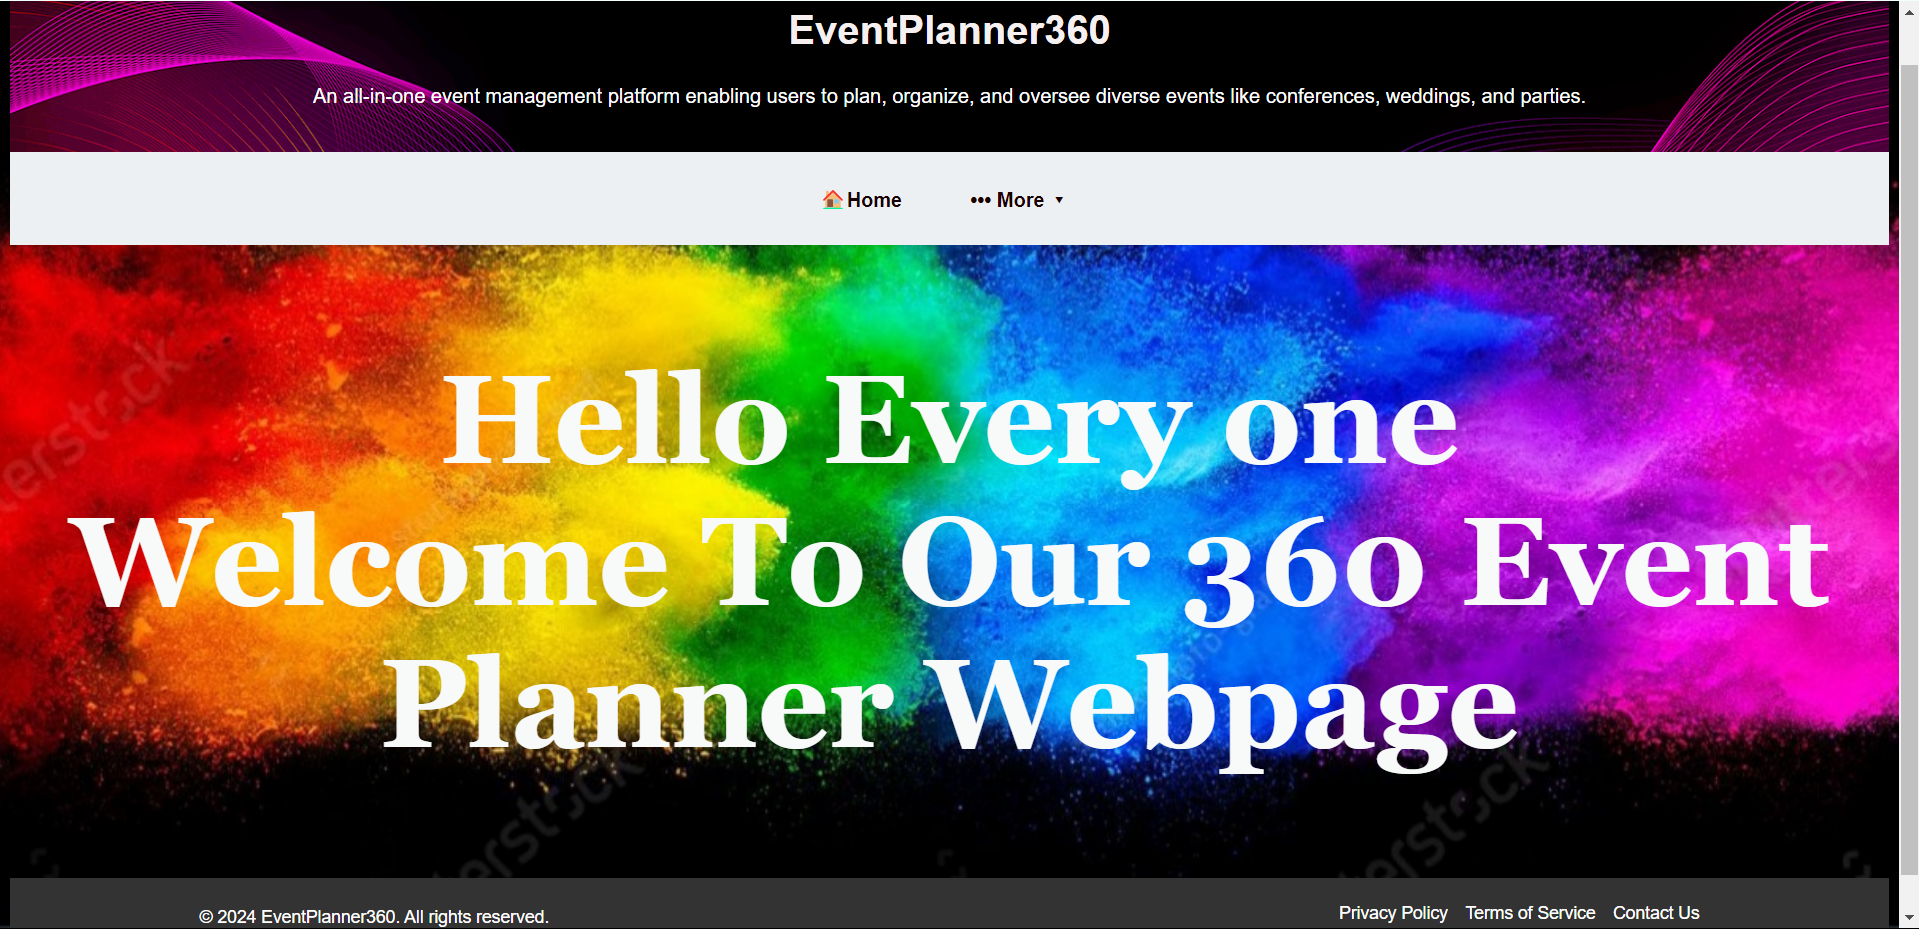 EventPlanner360
An all-in-one event management platform enabling users to plan, organize, and oversee diverse events like conferences, weddings, and parties.
🏠Home ••• More ▾
Hello Every one
Welcome To Our 360 Event
Planner Webpage
© 2024 EventPlanner360. All rights reserved.
Privacy Policy Terms of Service Contact Us